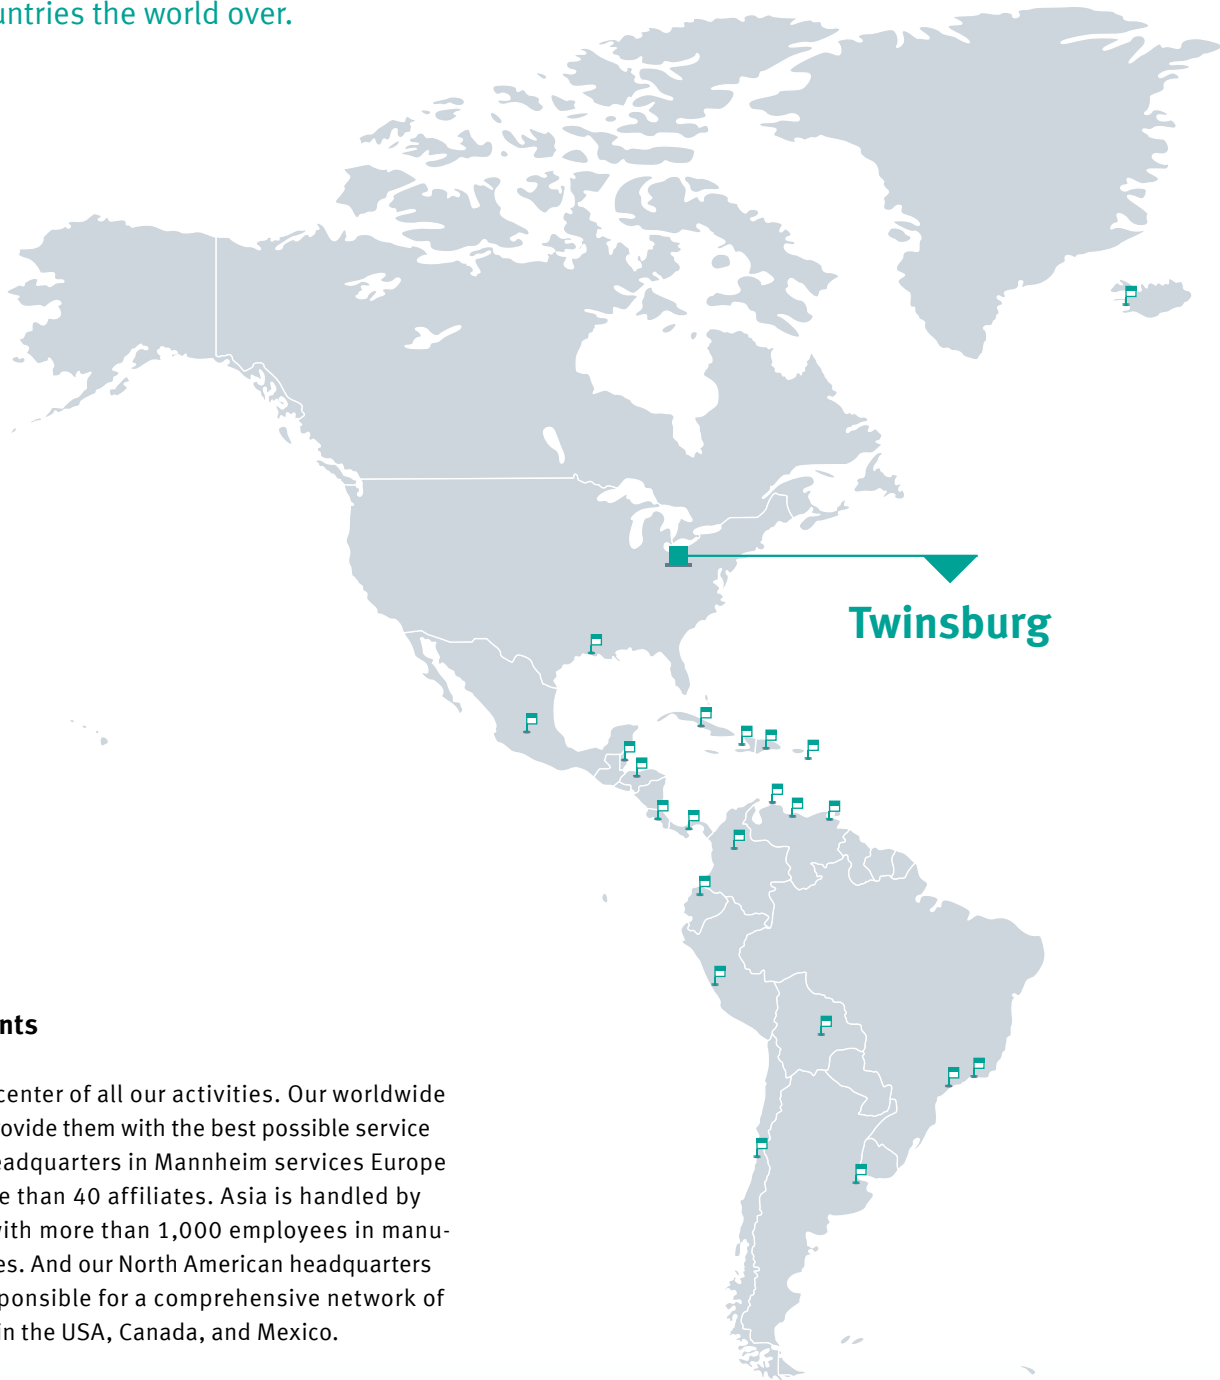 untries the world over.
Twinsburg
nts
center of all our activities. Our worldwide
ovide them with the best possible service
eadquarters in Mannheim services Europe
e than 40 affiliates. Asia is handled by
with more than 1,000 employees in manu-
es. And our North American headquarters
ponsible for a comprehensive network of
in the USA, Canada, and Mexico.